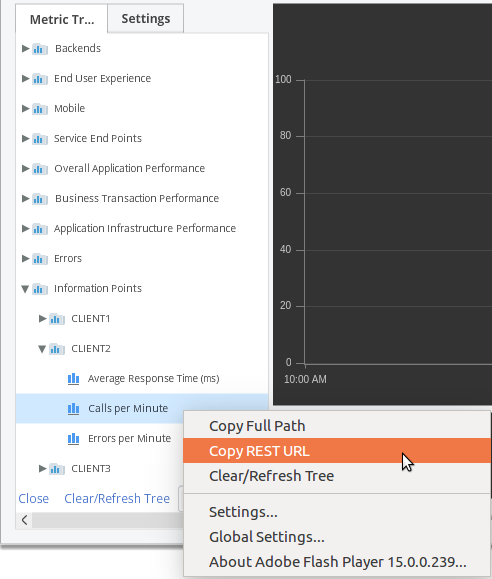 Metric Tr...
Settings
Backends
End User Experience
Mobile
Service End Points
Overall Application Performance
Business Transaction Performance
Application Infrastructure Performance
Errors
Information Points
CLIENT1
CLIENT2
Average Response Time (ms)
Calls per Minute
Errors per Minute
CLIENT3
Close
Clear/Refresh Tree
100
80
60
40
20
0
10:00 AM
Copy Full Path
Copy REST URL
Clear/Refresh Tree
Settings...
Global Settings...
About Adobe Flash Player 15.0.0.239...